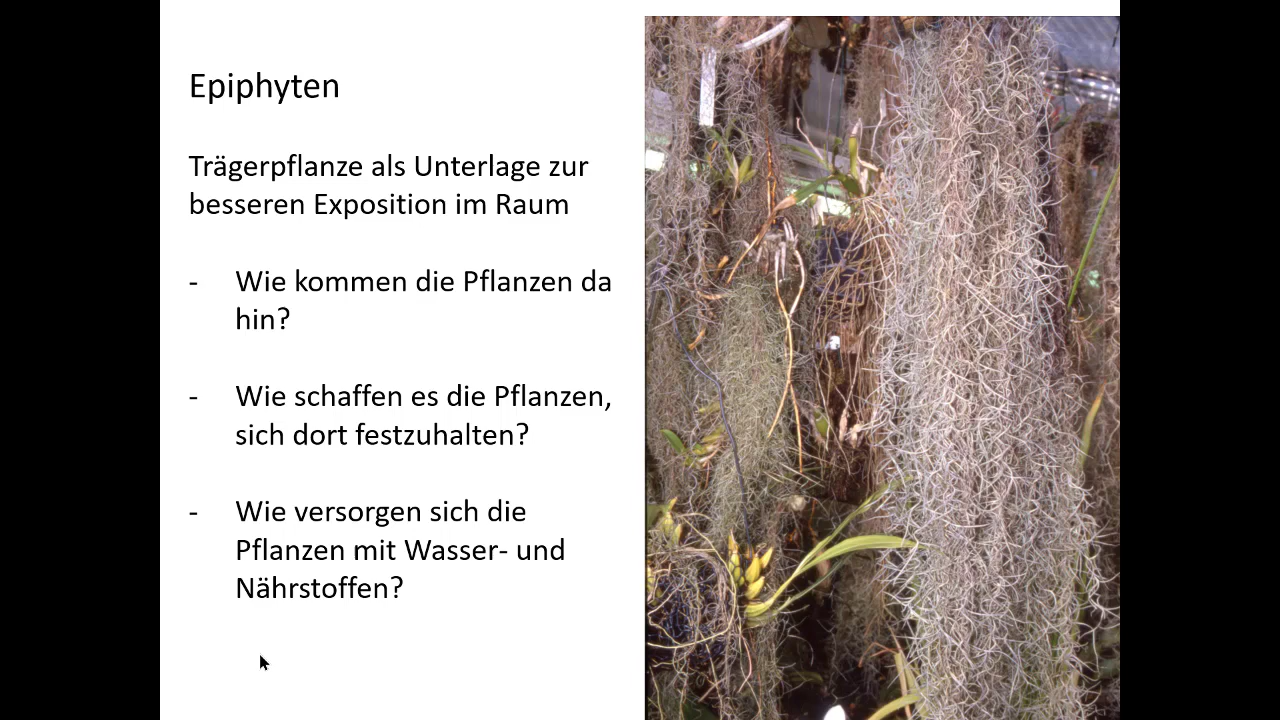 Epiphyten
Trägerpflanze als Unterlage zur
besseren Exposition im Raum
- Wie kommen die Pflanzen da
hin?
- Wie schaffen es die Pflanzen,
sich dort festzuhalten?
- Wie versorgen sich die
Pflanzen mit Wasser- und
Nährstoffen?